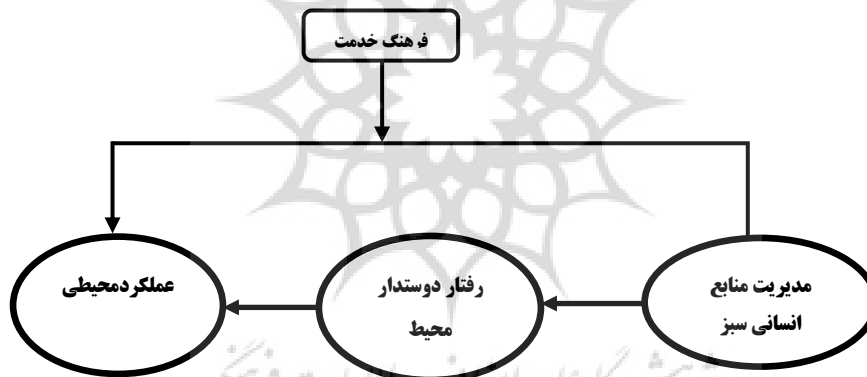 فرهنگ خدمت
مدیریت منابع
انسانی سبز
رفتار دوستدار
محیط
عملکردمحیطی